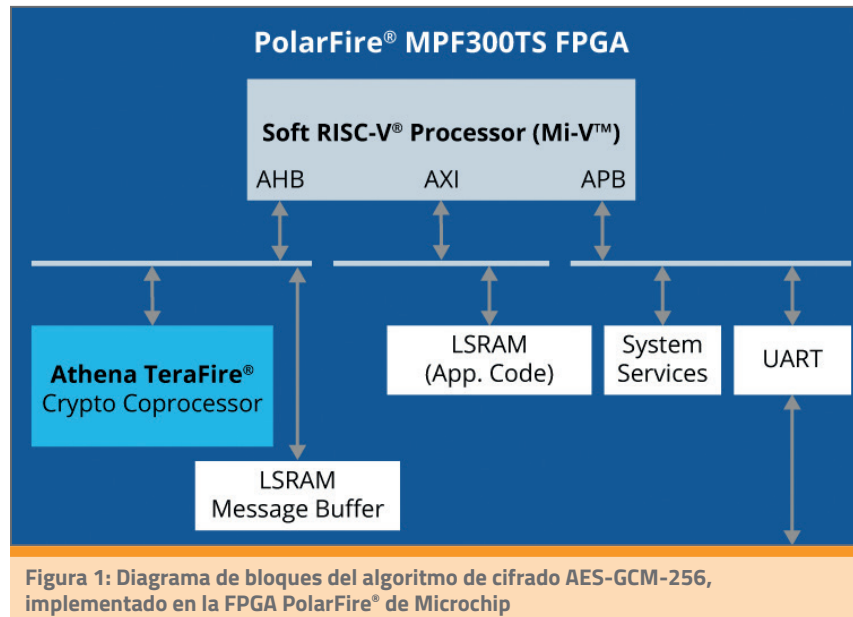 PolarFire® MPF300TS FPGA
Soft RISC-V® Processor (Mi-V™)
AHB AXI APB
Athena TeraFire®
Crypto Coprocessor
LSRAM
(App. Code)
System
Services
UART
LSRAM
Message Buffer
Figura 1: Diagrama de bloques del algoritmo de cifrado AES-GCM-256,
implementado en la FPGA PolarFire® de Microchip